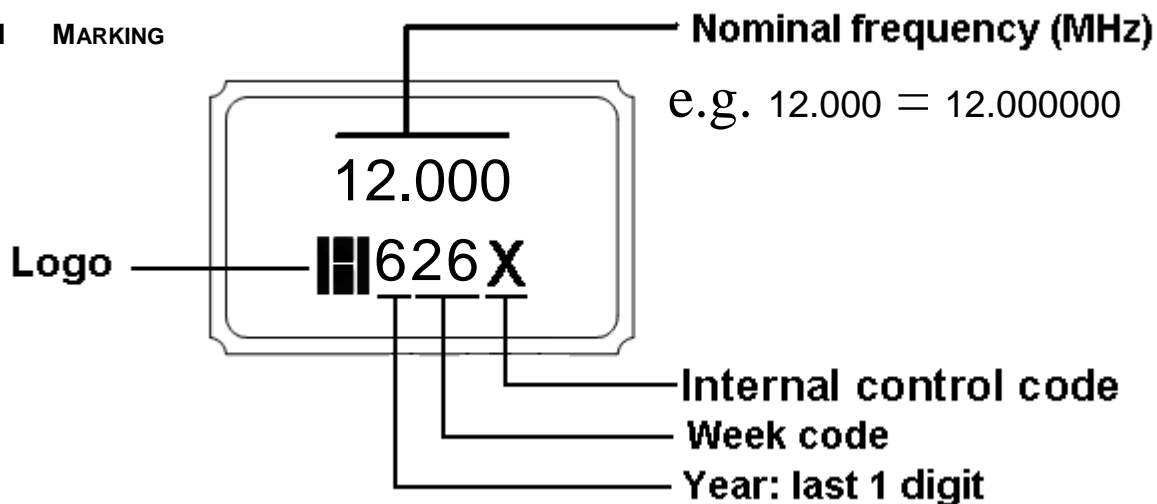 MARKING
Nominal frequency (MHz)
e.g. 12.000 = 12.000000
12.000
Logo
626X
Internal control code
Week code
Year: last 1 digit